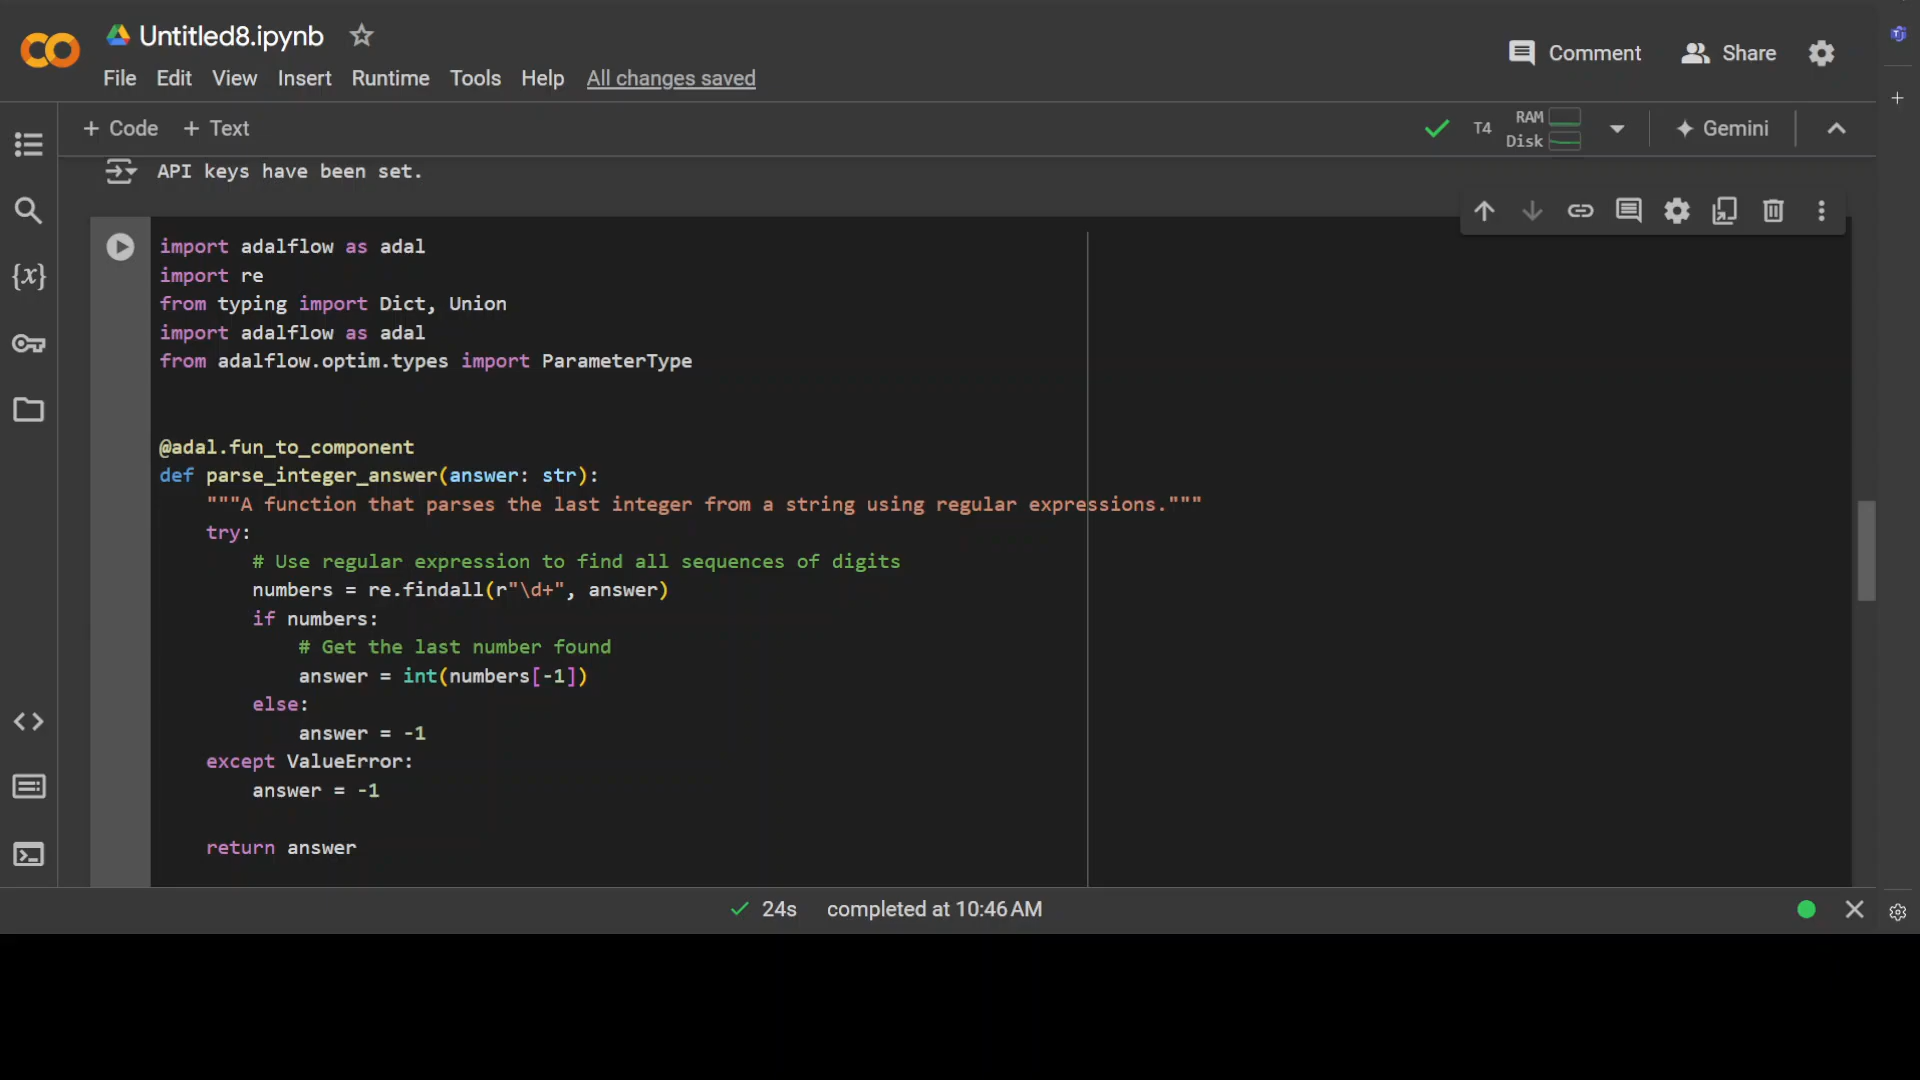 Untitled8.ipynb
File Edit View Insert Runtime Tools Help All changes saved
Comment
Share
+ Code + Text
T4
RAM
Disk
Gemini
API keys have been set.
{x}
import adalflow as adal
import re
from typing import Dict, Union
import adalflow as adal
from adalflow.optim.types import ParameterType
@adal.fun_to_component
def parse_integer_answer(answer: str):
    """A function that parses the last integer from a string using regular expressions."""
    try:
        # Use regular expression to find all sequences of digits
        numbers = re.findall(r"\d+", answer)
        if numbers:
            # Get the last number found
            answer = int(numbers[-1])
        else:
            answer = -1
    except ValueError:
        answer = -1
    return answer
24s completed at 10:46 AM